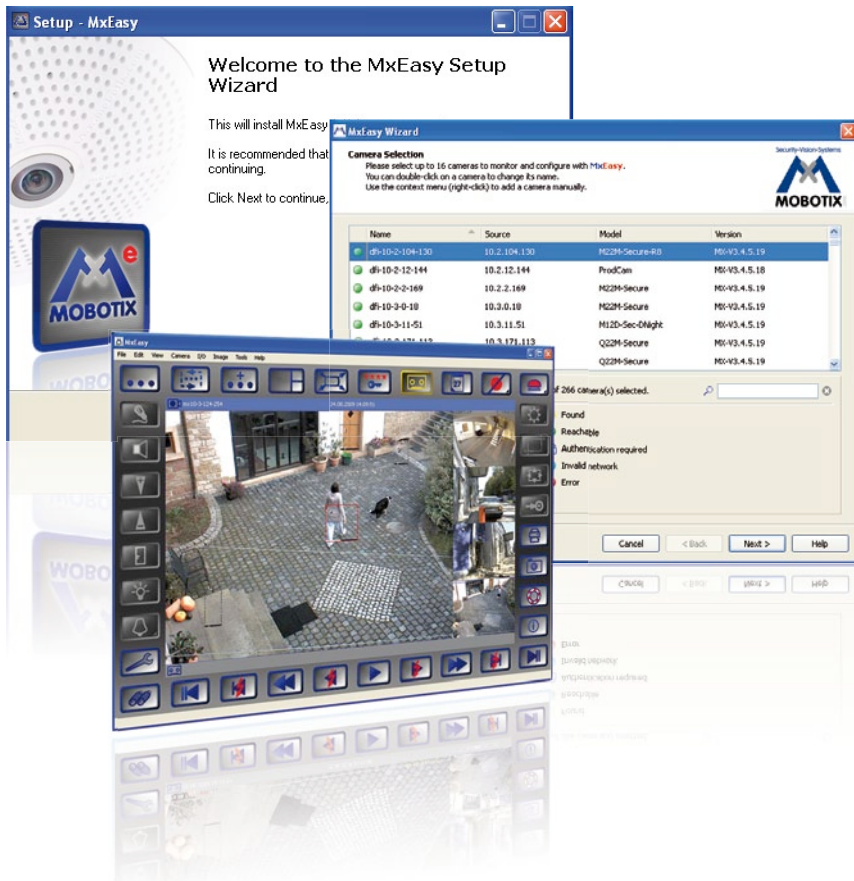 Setup - MxEasy
Welcome to the MxEasy Setup
Wizard
This will install MxEasy
It is recommended that
continuing.
Click Next to continue,
MOBOTIX
e
MxEasy Wizard
Camera Selection
Please select up to 16 cameras to monitor and configure with MxEasy.
You can double-click on a camera to change its name.
Use the context menu (right-click) to add a camera manually.
Security-Vision-Systems
MOBOTIX
Name Source Model Version
dfi-10-2-104-130 10.2.104.130 M22M-Secure-R8 MX-V3.4.5.19
dfi-10-2-12-144 10.2.12.144 ProdCam MX-V3.4.5.18
dfi-10-2-2-169 10.2.2.169 M22M-Secure MX-V3.4.5.19
dfi-10-3-0-18 10.3.0.18 M22M-Secure MX-V3.4.5.19
dfi-10-3-11-51 10.3.11.51 M12D-Sec-DNight MX-V3.4.5.19
10.3.171.113 Q22M-Secure MX-V3.4.5.19
Q22M-Secure MX-V3.4.5.19
of 266 camera(s) selected.
Found
Reachable
Authentication required
Invalid network
Error
Cancel < Back Next > Help
MxEasy
File Edit View Camera I/O Image Tools Help
27
mx10-3-124-254